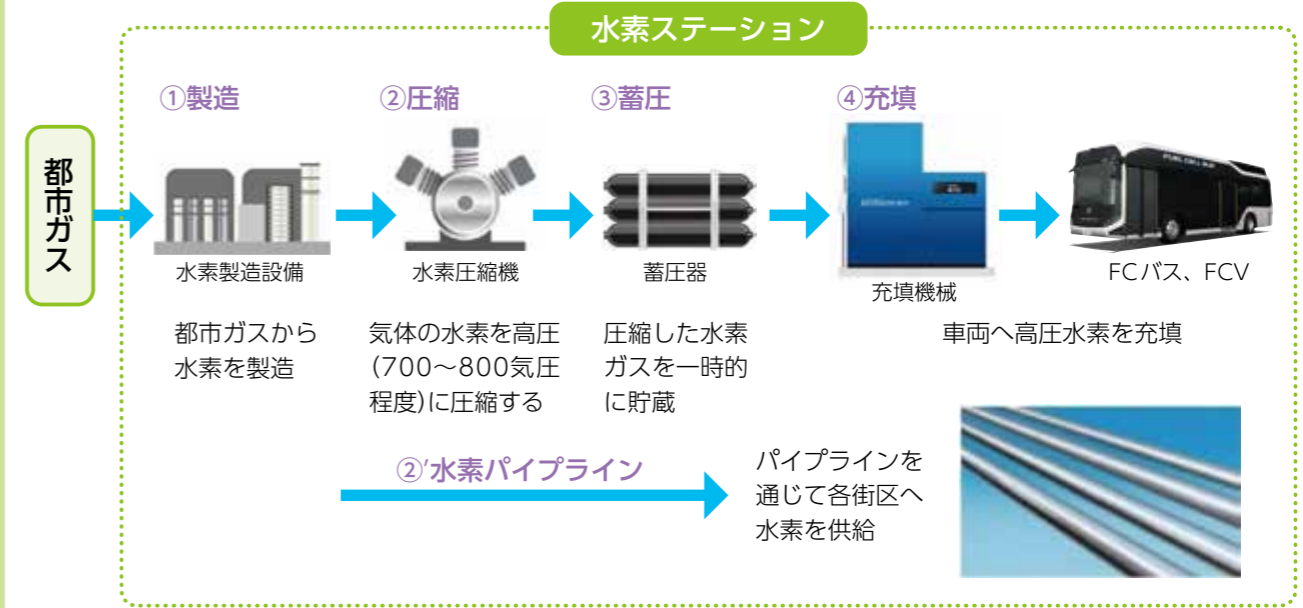 水素ステーション
都市ガス
①製造
水素製造設備
都市ガスから
水素を製造
②圧縮
水素圧縮機
気体の水素を高圧
(700〜800気圧
程度)に圧縮する
③蓄圧
蓄圧器
圧縮した水素
ガスを一時的
に貯蔵
④充填
充填機械
FUEL CELL BUS
FCバス、FCV
車両へ高圧水素を充填
②'水素パイプライン
パイプラインを
通じて各街区へ
水素を供給